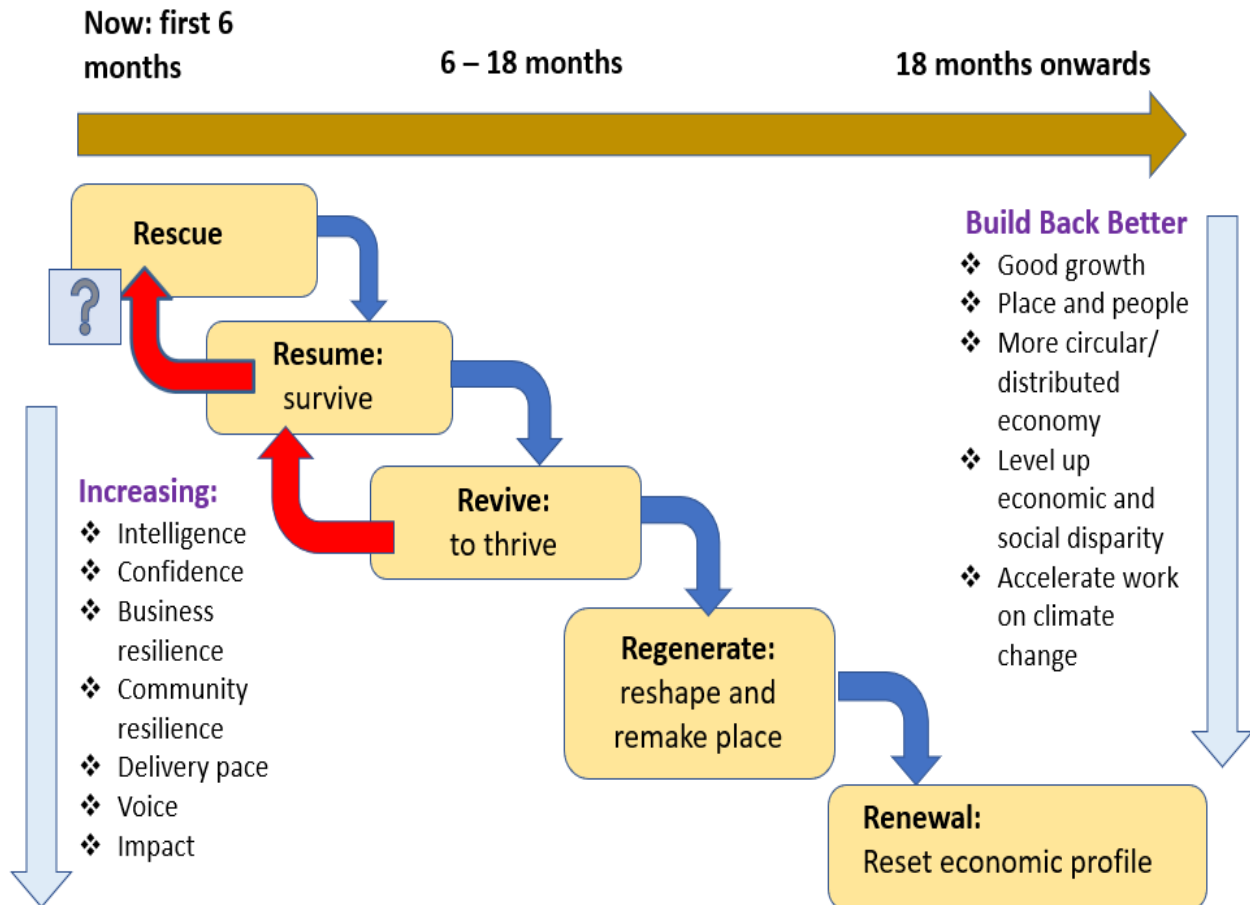 Now: first 6
months
6 – 18 months
18 months onwards
Rescue
?
Resume:
survive
Revive:
to thrive
Regenerate:
reshape and
remake place
Renewal:
Reset economic profile
Increasing:
❖ Intelligence
❖ Confidence
❖ Business
resilience
❖ Community
resilience
❖ Delivery pace
❖ Voice
❖ Impact
Build Back Better
❖ Good growth
❖ Place and people
❖ More circular/
distributed
economy
❖ Level up
economic and
social disparity
❖ Accelerate work
on climate
change